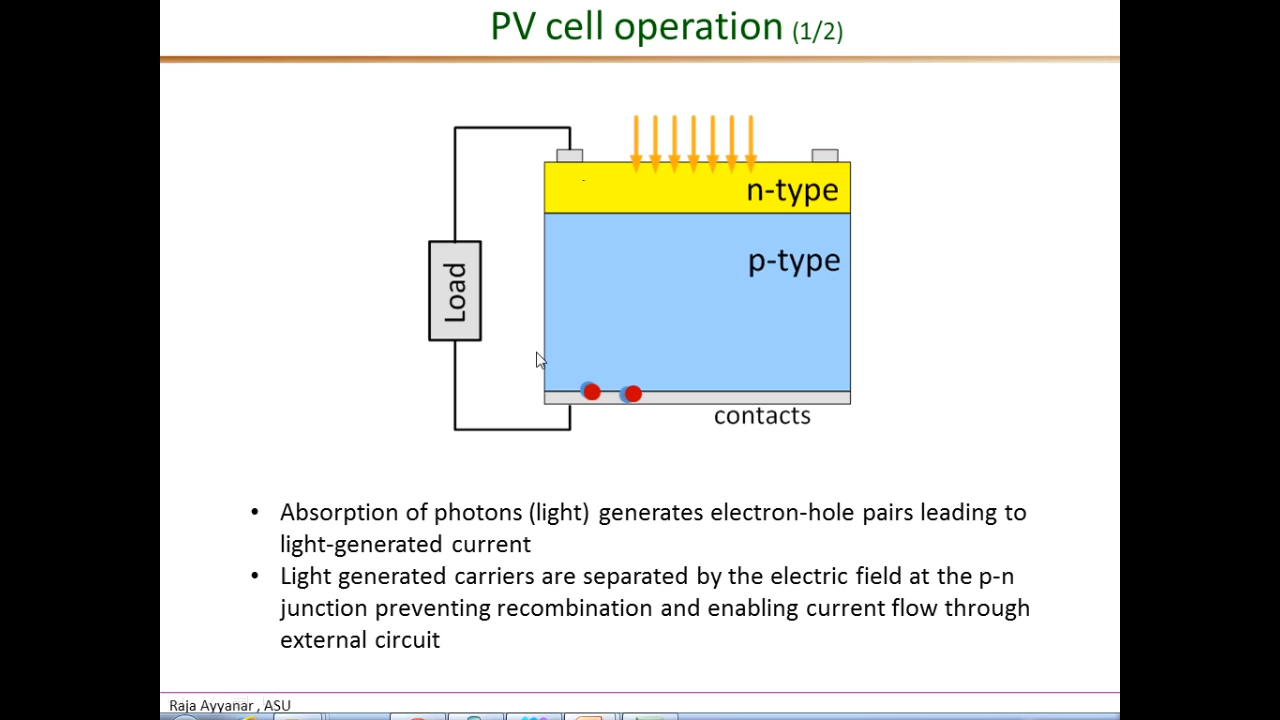 PV cell operation (1/2)
n-type
p-type
Load
contacts
• Absorption of photons (light) generates electron-hole pairs leading to
light-generated current
• Light generated carriers are separated by the electric field at the p-n
junction preventing recombination and enabling current flow through
external circuit
Raja Ayyanar , ASU